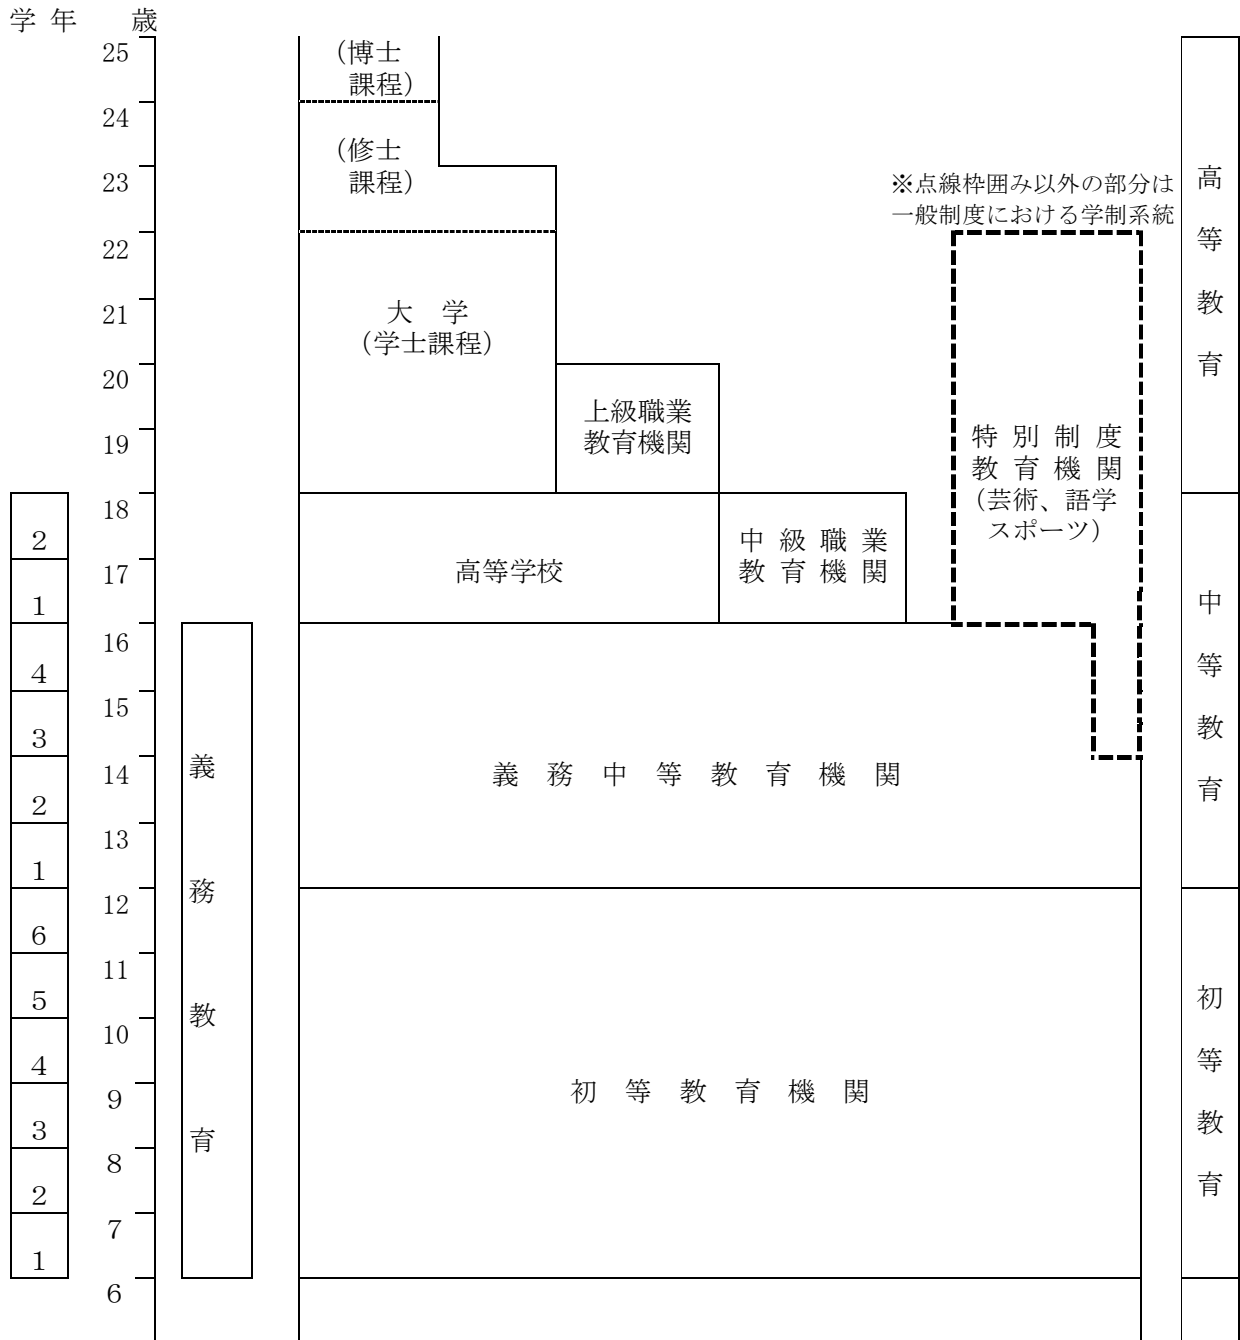 学 年 歳
25
24
23
22
21
20
19
18
17
16
15
14
13
12
11
10
9
8
7
6
2
1
4
3
2
1
6
5
4
3
2
1
義務教育
(博士
課程)
(修士
課程)
大 学
(学士課程)
上級職業
教育機関
高等学校
中 級 職 業
教 育 機 関
※点線枠囲み以外の部分は
一般制度における学制系統
特 別 制 度
教 育 機 関
(芸術、語学
スポーツ)
義 務 中 等 教 育 機 関
初 等 教 育 機 関
高等教育
中等教育
初等教育